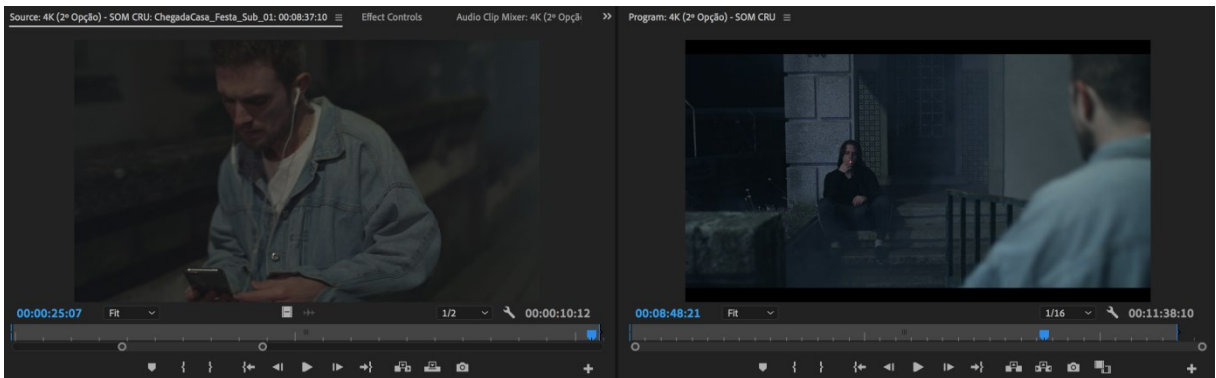 Source: 4K (2ª Opção) - SOM CRU: ChegadaCasa_Festa_Sub_01: 00:08:37:10
Effect Controls
Audio Clip Mixer: 4K (2ª Opçã
Program: 4K (2ª Opção) - SOM CRU
00:00:25:07 Fit 1/2 00:00:10:12
00:08:48:21 Fit 1/16 00:11:38:10